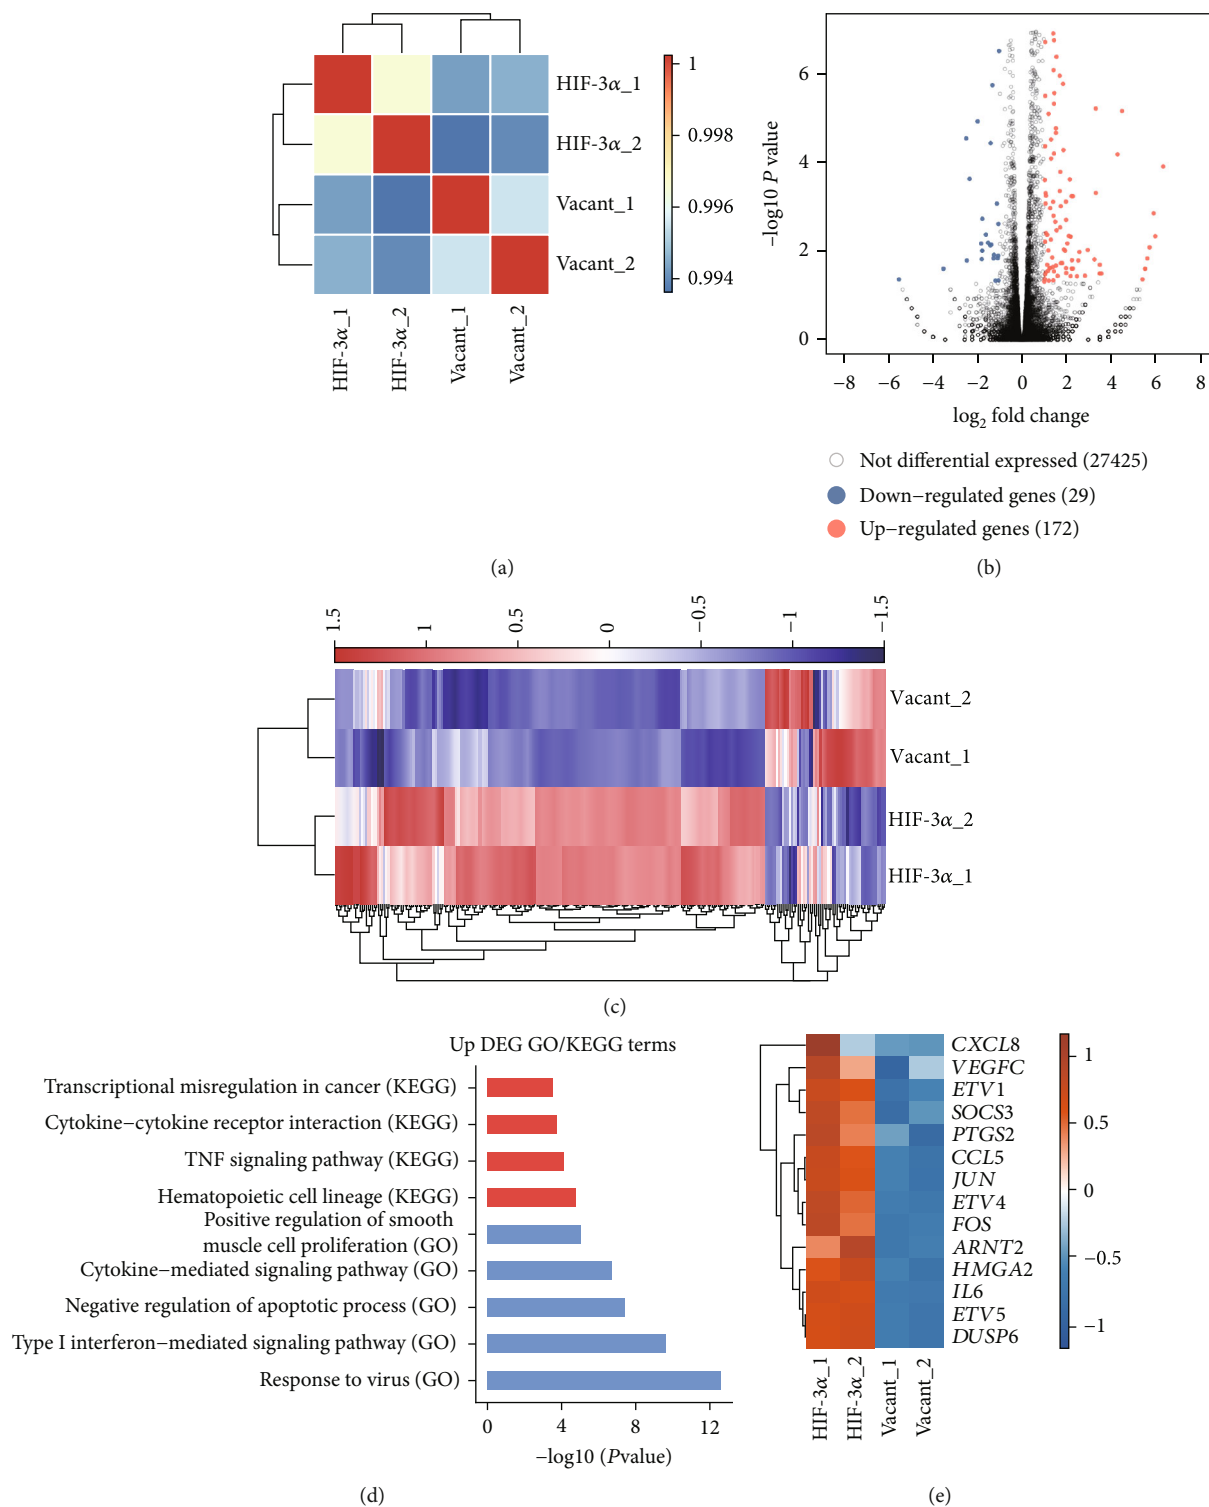 HIF-3α_1
HIF-3α_2
Vacant_1
Vacant_2
1
0.998
0.996
0.994
HIF-3α_1
HIF-3α_2
Vacant_1
Vacant_2
(a)
−log10 P value
6
4
2
0
−8
−6
−4
−2
0
2
4
6
8
log2 fold change
Not differential expressed (27425)
Down−regulated genes (29)
Up−regulated genes (172)
(b)
1.5
1
0.5
0
−0.5
−1
−1.5
Vacant_2
Vacant_1
HIF-3α_2
HIF-3α_1
(c)
Up DEG GO/KEGG terms
Transcriptional misregulation in cancer (KEGG)
Cytokine−cytokine receptor interaction (KEGG)
TNF signaling pathway (KEGG)
Hematopoietic cell lineage (KEGG)
Positive regulation of smooth
muscle cell proliferation (GO)
Cytokine−mediated signaling pathway (GO)
Negative regulation of apoptotic process (GO)
Type I interferon−mediated signaling pathway (GO)
Response to virus (GO)
0
4
8
12
−log10 (Pvalue)
(d)
CXCL8
VEGFC
ETV1
SOCS3
PTGS2
CCL5
JUN
ETV4
FOS
ARNT2
HMGA2
IL6
ETV5
DUSP6
1
0.5
0
−0.5
−1
HIF-3α_1
HIF-3α_2
Vacant_1
Vacant_2
(e)